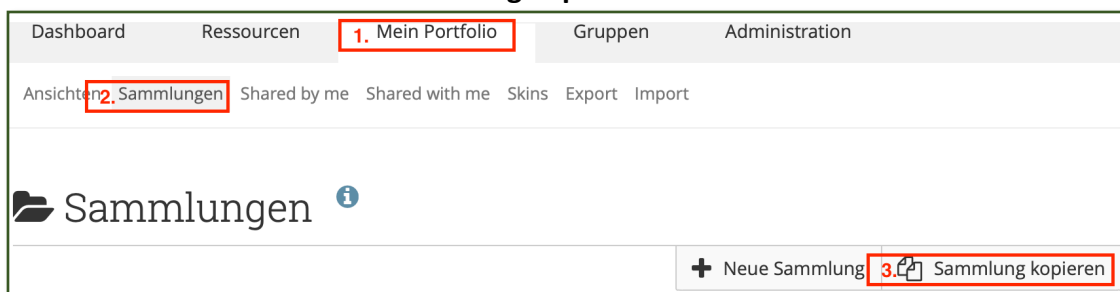 Dashboard Ressourcen 1. Mein Portfolio Gruppen Administration
Ansichten 2. Sammlungen Shared by me Shared with me Skins Export Import
Sammlungen
Neue Sammlung 3. Sammlung kopieren